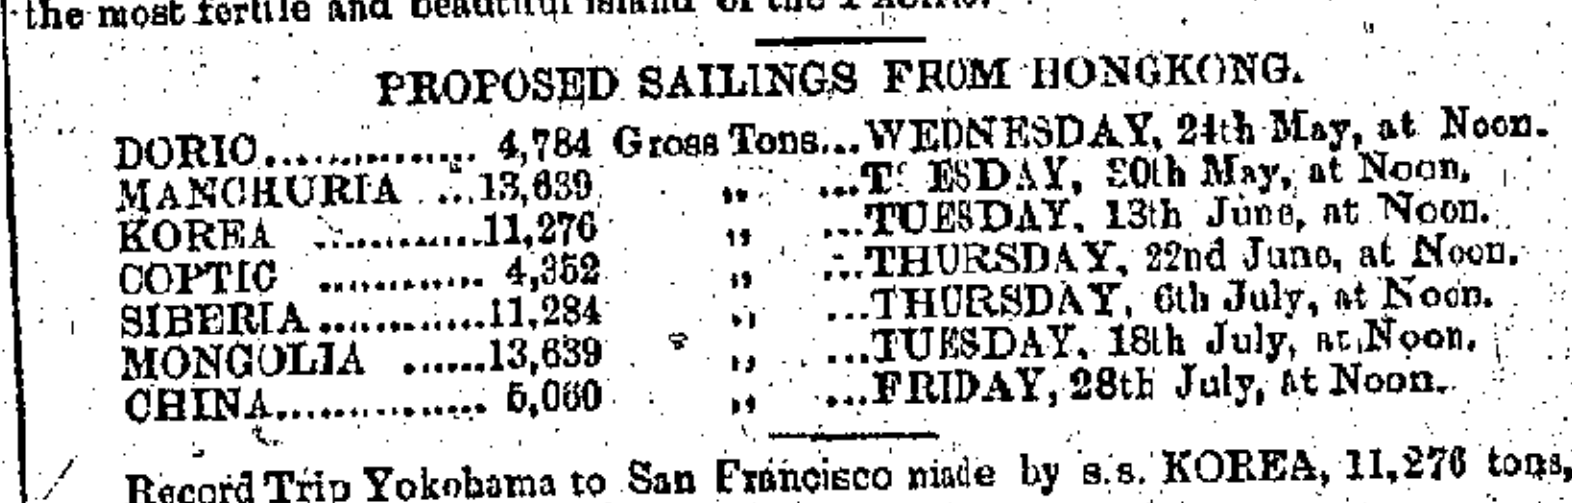 the most fertile and beautiful island of the Pacific.
PROPOSED SAILINGS FROM HONGKONG.
DORIC............... 4,784 Gross Tons...WEDNESDAY, 24th May, at Noon.
MANCHURIA ...13,639 „ ...TUESDAY, 30th May, at Noon.
KOREA ............11,276 „ ...TUESDAY, 13th June, at Noon.
COPTIC ............ 4,352 „ ...THURSDAY, 22nd June, at Noon.
SIBERIA............11,284 „ ...THURSDAY, 6th July, at Noon.
MONGOLIA ......13,639 „ ...TUESDAY, 18th July, at Noon.
CHINA............... 5,060 „ ...FRIDAY, 28th July, at Noon.
Record Trip Yokohama to San Francisco made by s.s. KOREA, 11,276 tons,